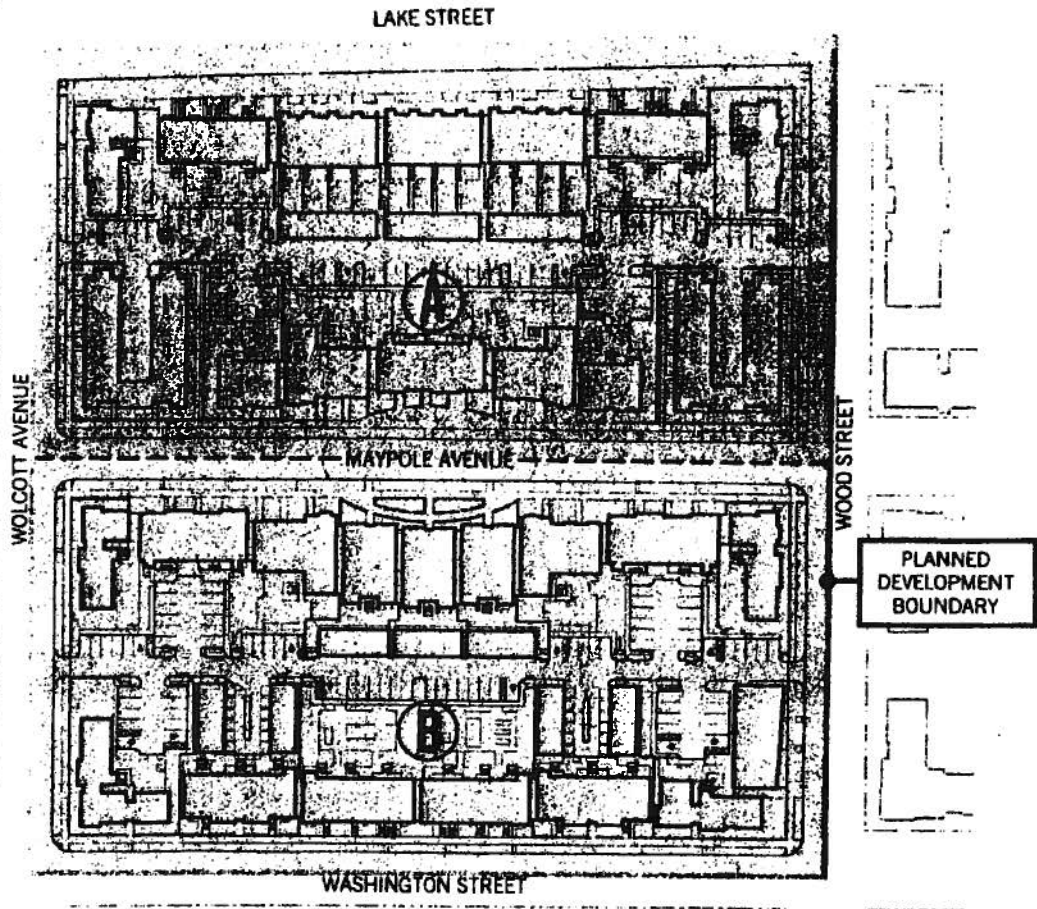 LAKE STREET
A
WOLCOTT AVENUE
MAYPOLE AVENUE
WOOD STREET
PLANNED
DEVELOPMENT
BOUNDARY
B
WASHINGTON STREET